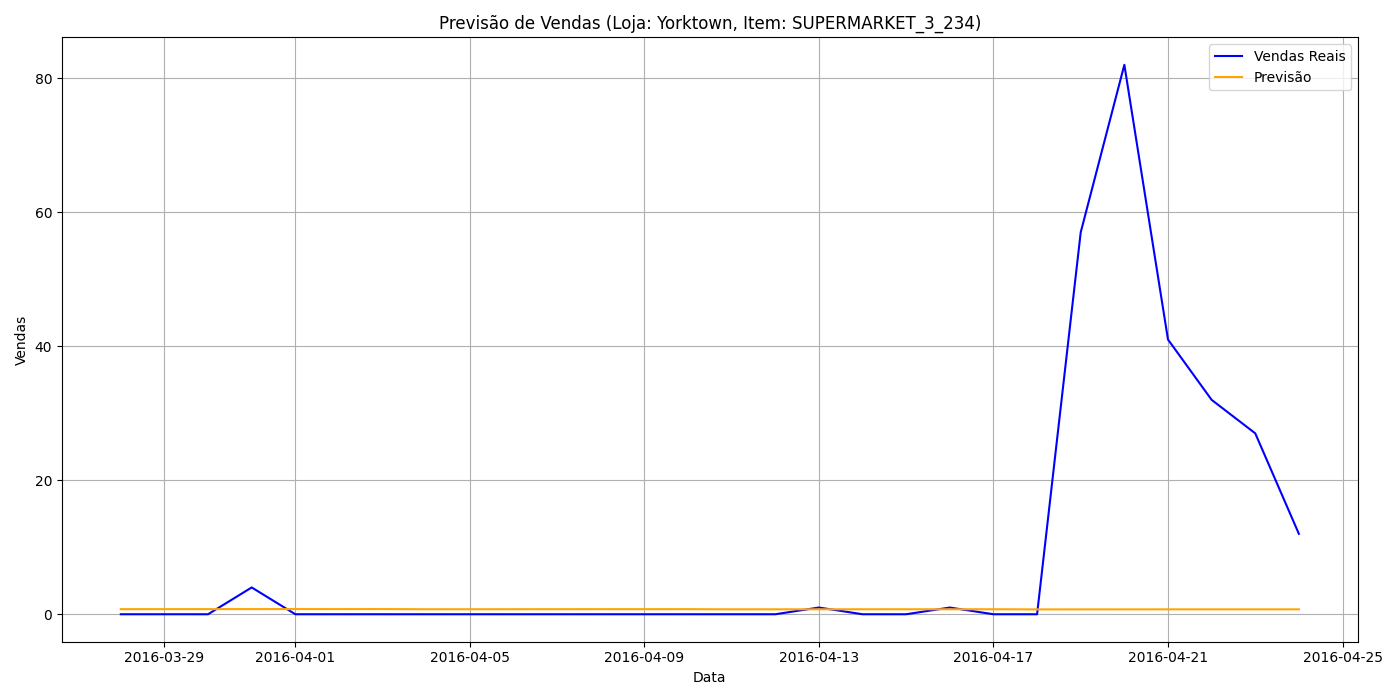 Previsão de Vendas (Loja: Yorktown, Item: SUPERMARKET_3_234)
Vendas Reais
Previsão
80
60
40
20
0
Vendas
2016-03-29 2016-04-01 2016-04-05 2016-04-09 2016-04-13 2016-04-17 2016-04-21 2016-04-25
Data